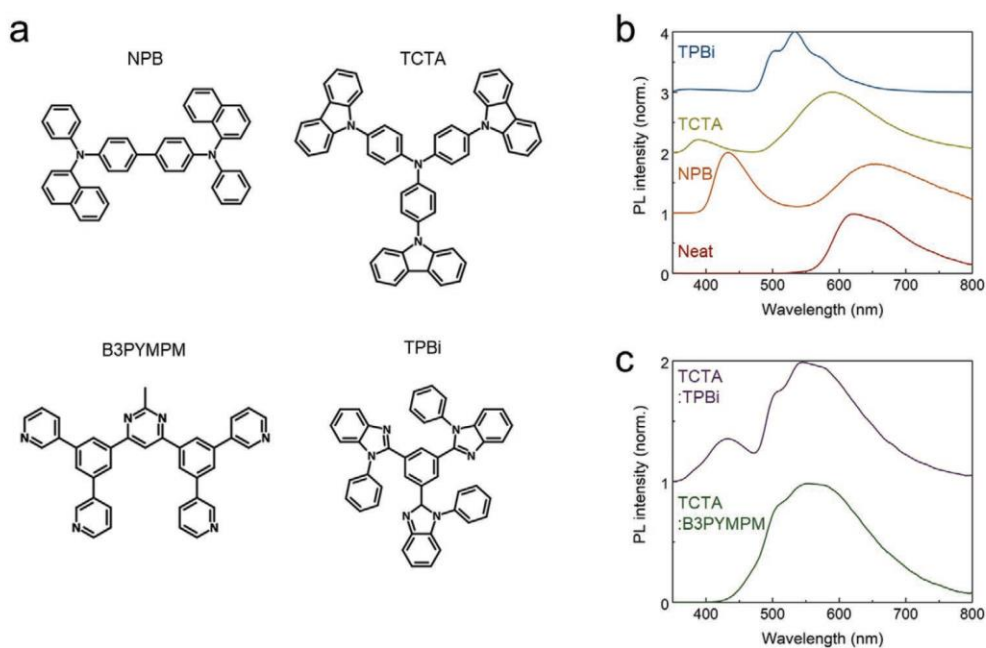 a
NPB
TCTA
N
N
N
N
N
N
B3PYMPM
TPBi
N
N
N
N
N
N
N
N
N
N
N
N
b
4
3
2
1
0
TPBi
TCTA
NPB
Neat
PL intensity (norm.)
400 500 600 700 800
Wavelength (nm)
c
2
1
0
TCTA
:TPBi
TCTA
:B3PYMPM
PL intensity (norm.)
400 500 600 700 800
Wavelength (nm)